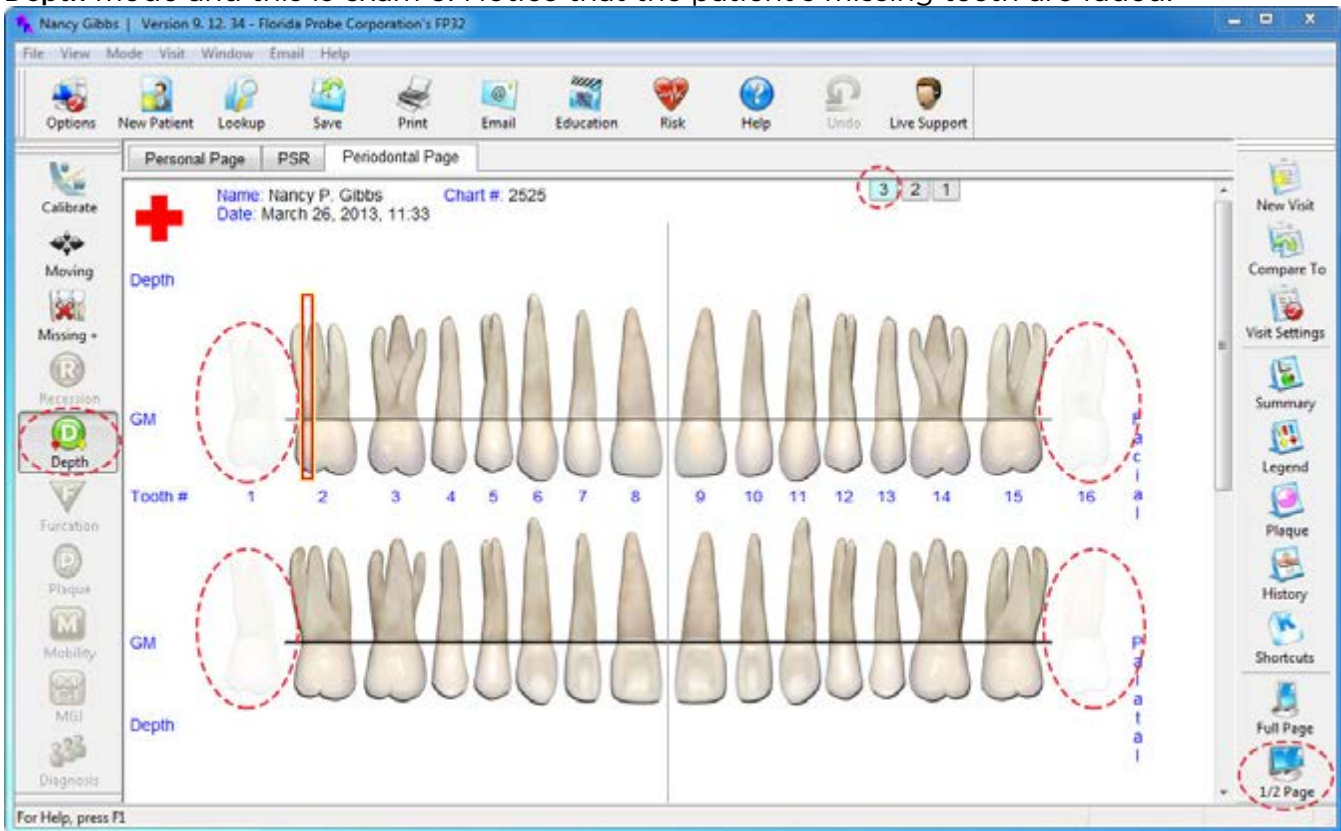 Depth mode and this is exam 3. Notice that the patient's missing teeth are faded.
Nancy Gibbs | Version 9. 12. 34 - Florida Probe Corporation's FP32
File View Mode Visit Window Email Help
Options New Patient Lookup Save Print Email Education Risk Help Undo Live Support
Personal Page PSR Periodontal Page
Calibrate
Moving
Missing +
Recession
Depth
Furcation
Plaque
Mobility
MGI
Diagnosis
Name: Nancy P. Gibbs Chart #: 2525
Date: March 26, 2013, 11:33
3 2 1
Depth
GM
Facial
Tooth # 1 2 3 4 5 6 7 8 9 10 11 12 13 14 15 16
GM
Palatal
Depth
New Visit
Compare To
Visit Settings
Summary
Legend
Plaque
History
Shortcuts
Full Page
1/2 Page
For Help, press F1